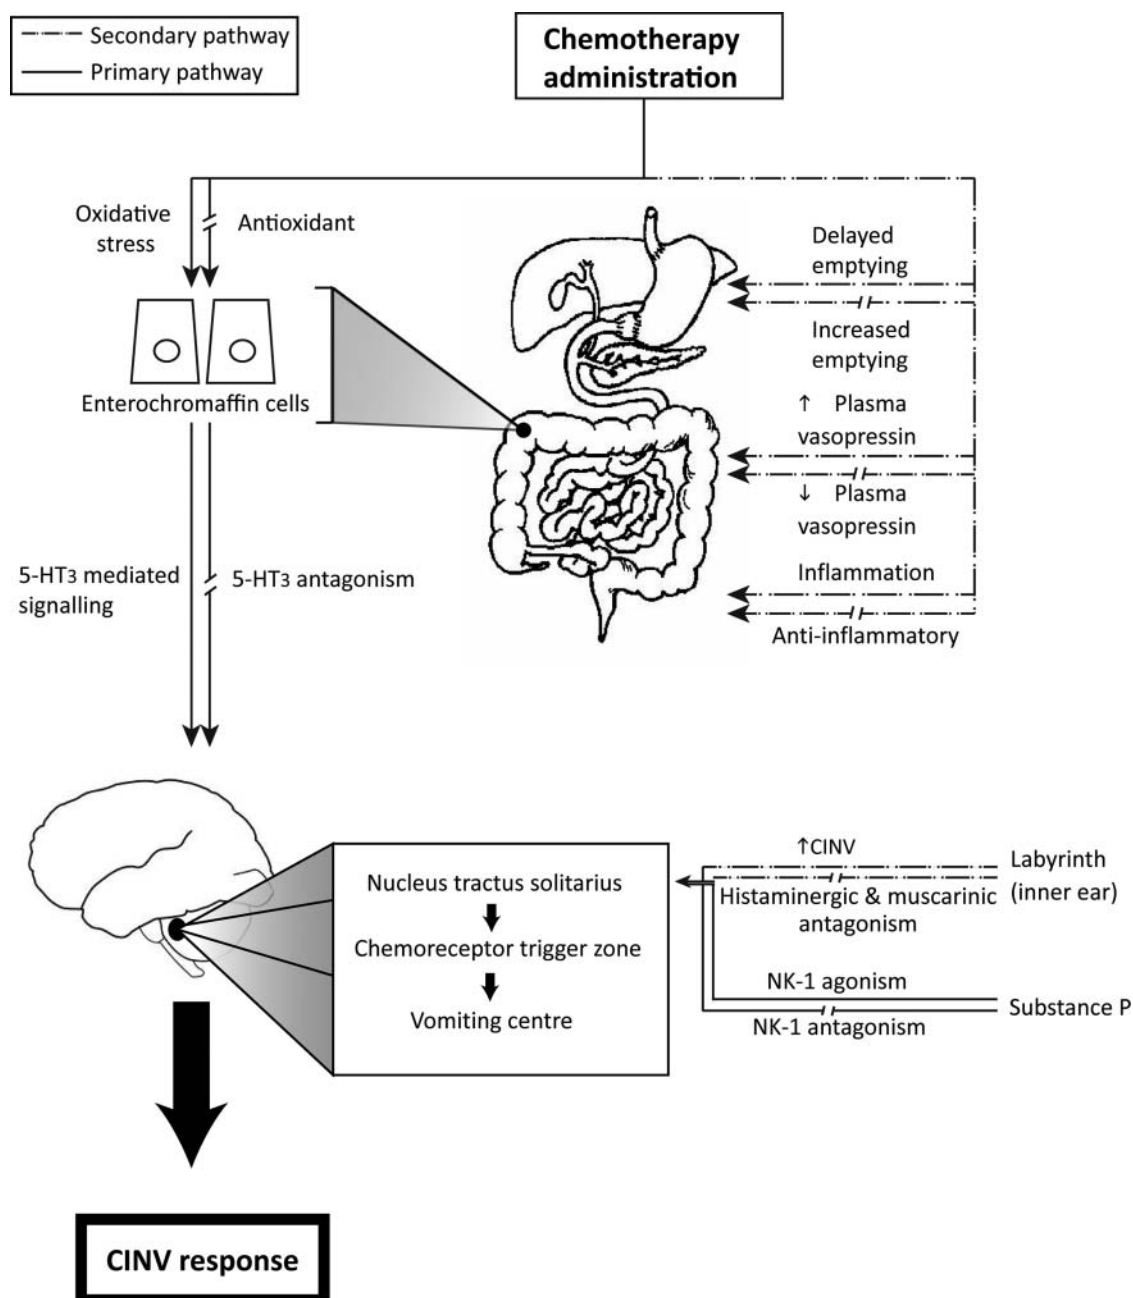 Secondary pathway
Primary pathway
Chemotherapy
administration
Oxidative
stress
Antioxidant
Delayed
emptying
Increased
emptying
↑ Plasma
vasopressin
↓ Plasma
vasopressin
Inflammation
Anti-inflammatory
Enterochromaffin cells
5-HT3 mediated
signalling
5-HT3 antagonism
Nucleus tractus solitarius
Chemoreceptor trigger zone
Vomiting centre
↑CINV
Histaminergic & muscarinic
antagonism
Labyrinth
(inner ear)
NK-1 agonism
NK-1 antagonism
Substance P
CINV response